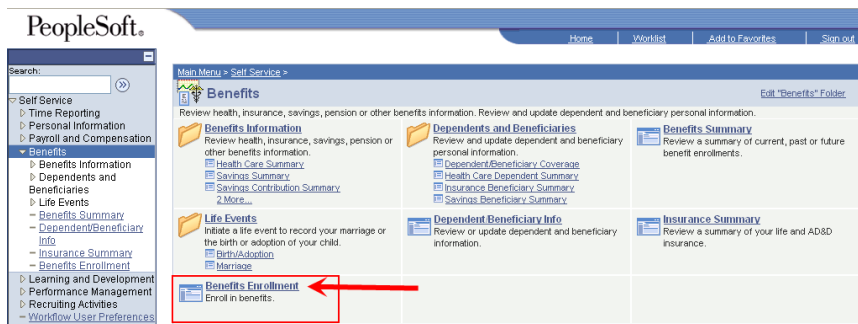 PeopleSoft.
Home Worklist Add to Favorites Sign out
Search:
Self Service
Time Reporting
Personal Information
Payroll and Compensation
Benefits
Benefits Information
Dependents and
Beneficiaries
Life Events
Benefits Summary
Dependent/Beneficiary
Info
Insurance Summary
Benefits Enrollment
Learning and Development
Performance Management
Recruiting Activities
Workflow User Preferences
Main Menu > Self Service >
Benefits
Edit "Benefits" Folder
Review health, insurance, savings, pension or other benefits information. Review and update dependent and beneficiary personal information.
Benefits Information
Review health, insurance, savings, pension or
other benefits information.
Health Care Summary
Savings Summary
Savings Contribution Summary
2 More...
Dependents and Beneficiaries
Review and update dependent and beneficiary
personal information.
Dependent/Beneficiary Coverage
Health Care Dependent Summary
Insurance Beneficiary Summary
Savings Beneficiary Summary
Benefits Summary
Review a summary of current, past or future
benefit enrollments.
Life Events
Initiate a life event to record your marriage or
the birth or adoption of your child.
Birth/Adoption
Marriage
Dependent/Beneficiary Info
Review or update dependent and beneficiary
information.
Insurance Summary
Review a summary of your life and AD&D
insurance.
Benefits Enrollment
Enroll in benefits.